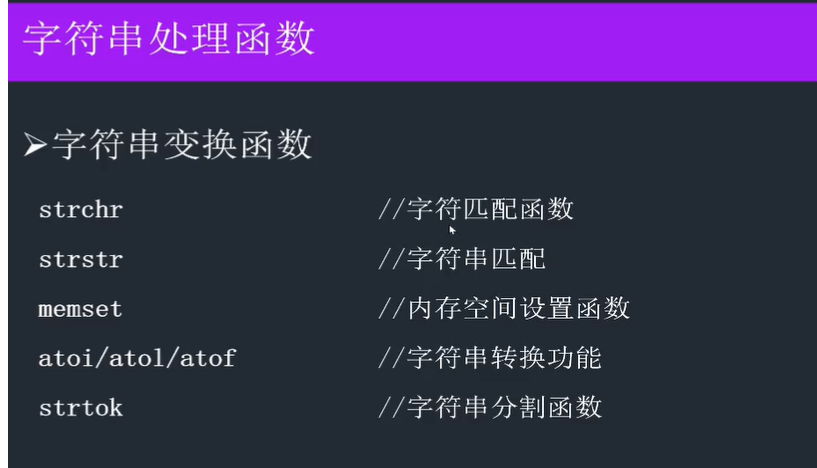 字符串处理函数
➢字符串变换函数
strchr //字符匹配函数
strstr //字符串匹配
memset //内存空间设置函数
atoi/atol/atof //字符串转换功能
strtok //字符串分割函数